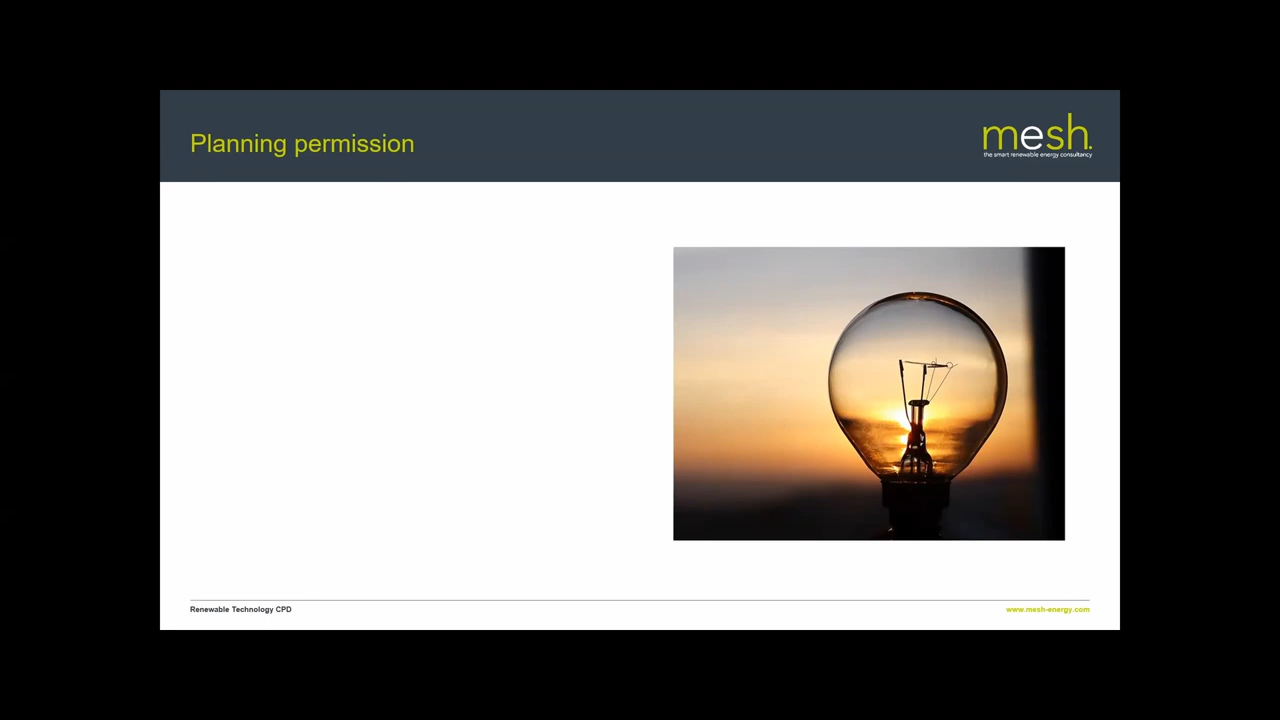 Planning permission
mesh.
the smart renewable energy consultancy
Renewable Technology CPD
www.mesh-energy.com